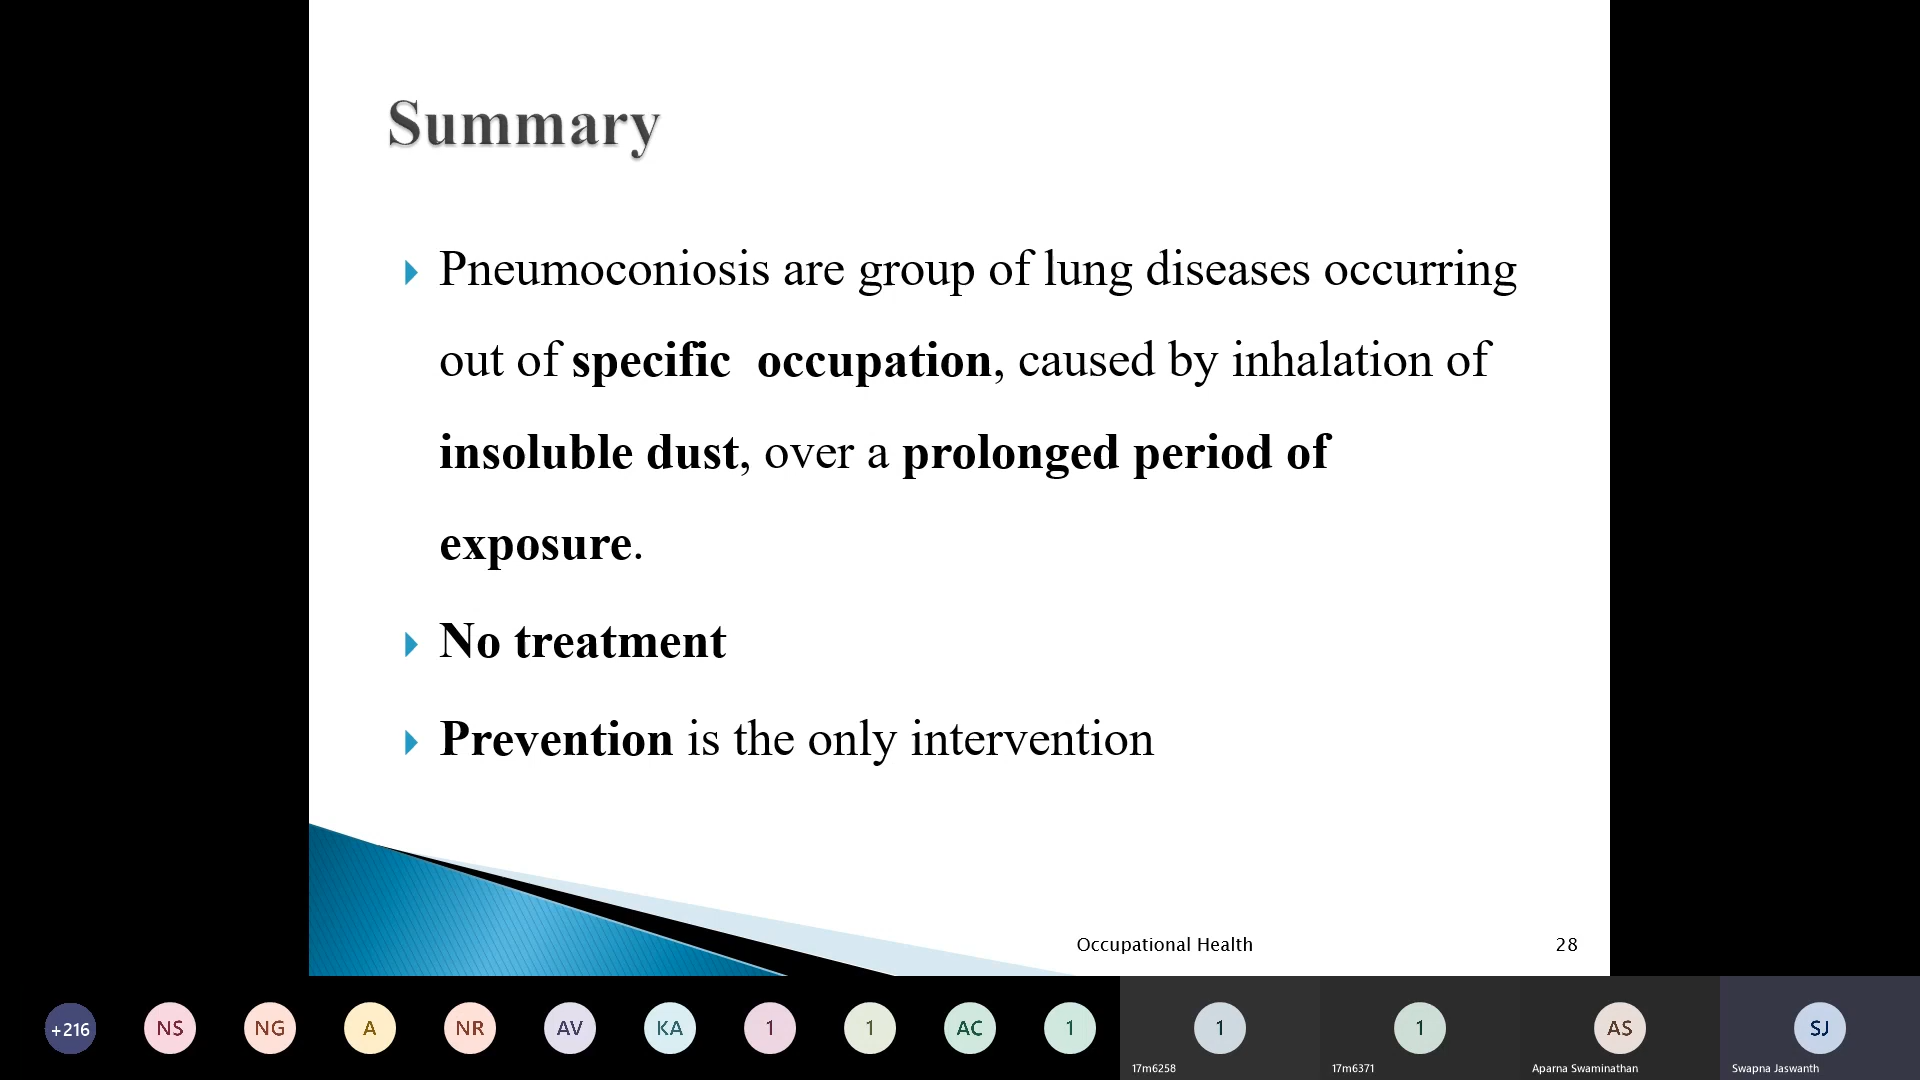 Summary
Pneumoconiosis are group of lung diseases occurring
out of specific occupation, caused by inhalation of
insoluble dust, over a prolonged period of
exposure.
No treatment
Prevention is the only intervention
Occupational Health 28
+216 NS NG A NR AV KA 1 1 AC 1 1 1 AS SJ
17m6258 17m6371 Aparna Swaminathan Swapna Jaswanth